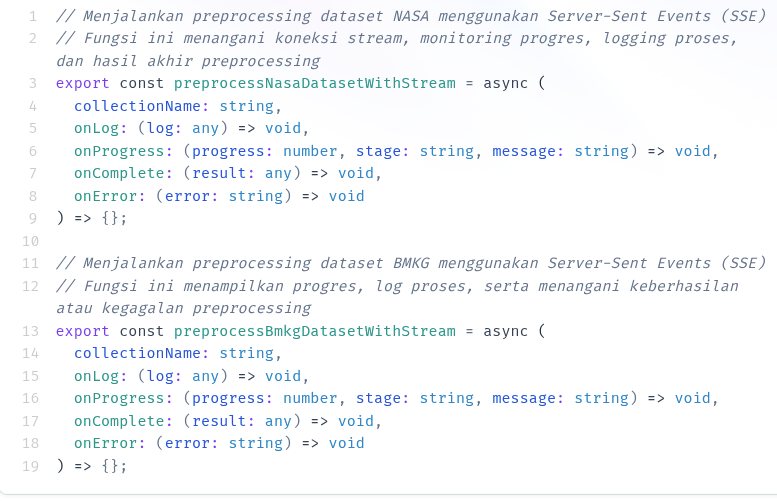 1 // Menjalankan preprocessing dataset NASA menggunakan Server-Sent Events (SSE)
2 // Fungsi ini menangani koneksi stream, monitoring progres, logging proses,
dan hasil akhir preprocessing
3 export const preprocessNasaDatasetWithStream = async (
4   collectionName: string,
5   onLog: (log: any) => void,
6   onProgress: (progress: number, stage: string, message: string) => void,
7   onComplete: (result: any) => void,
8   onError: (error: string) => void
9 ) => {};
10
11 // Menjalankan preprocessing dataset BMKG menggunakan Server-Sent Events (SSE)
12 // Fungsi ini menampilkan progres, log proses, serta menangani keberhasilan
atau kegagalan preprocessing
13 export const preprocessBmkgDatasetWithStream = async (
14   collectionName: string,
15   onLog: (log: any) => void,
16   onProgress: (progress: number, stage: string, message: string) => void,
17   onComplete: (result: any) => void,
18   onError: (error: string) => void
19 ) => {};